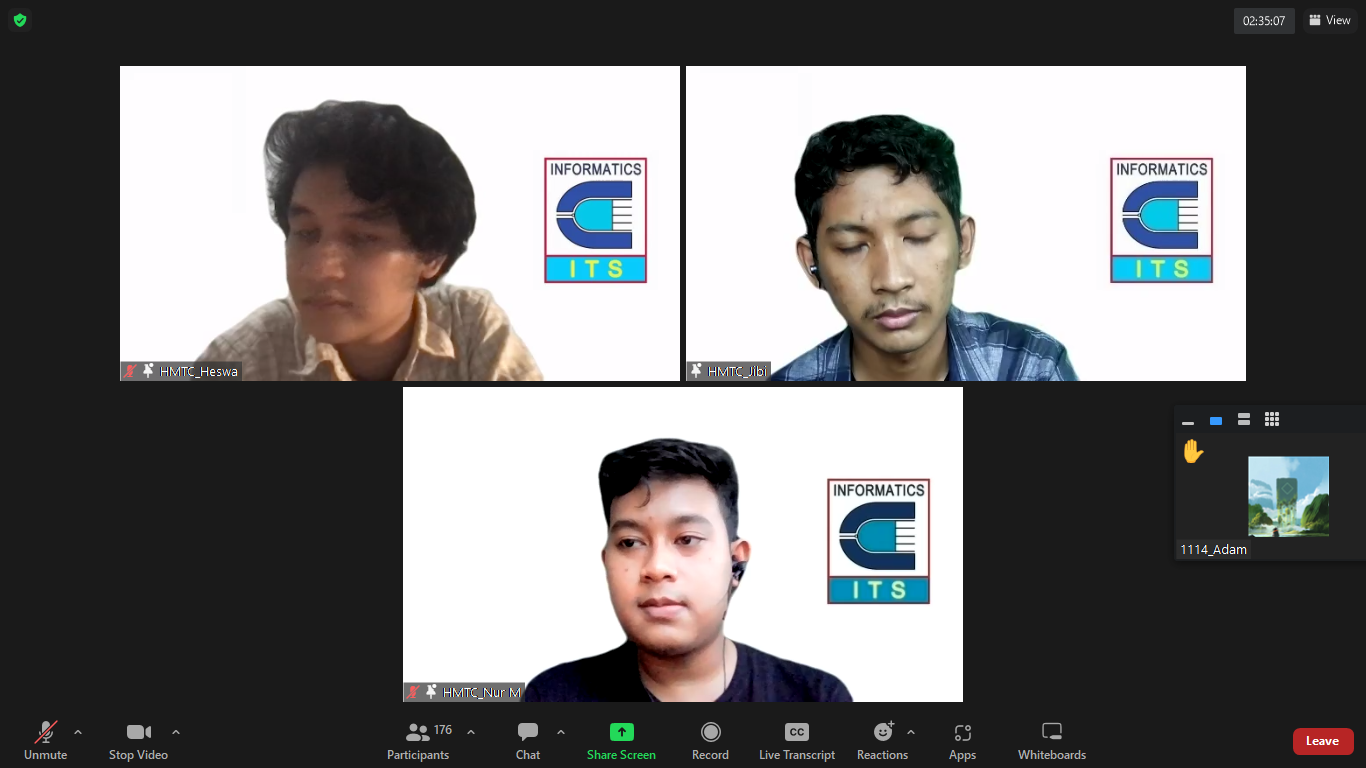 02:35:07
View
INFORMATICS
ITS
HMTC_Heswa
INFORMATICS
ITS
HMTC_Jibi
INFORMATICS
ITS
HMTC_Nur M
1114_Adam
Unmute
Stop Video
176
Participants
Chat
Share Screen
Record
CC
Live Transcript
Reactions
Apps
Whiteboards
Leave